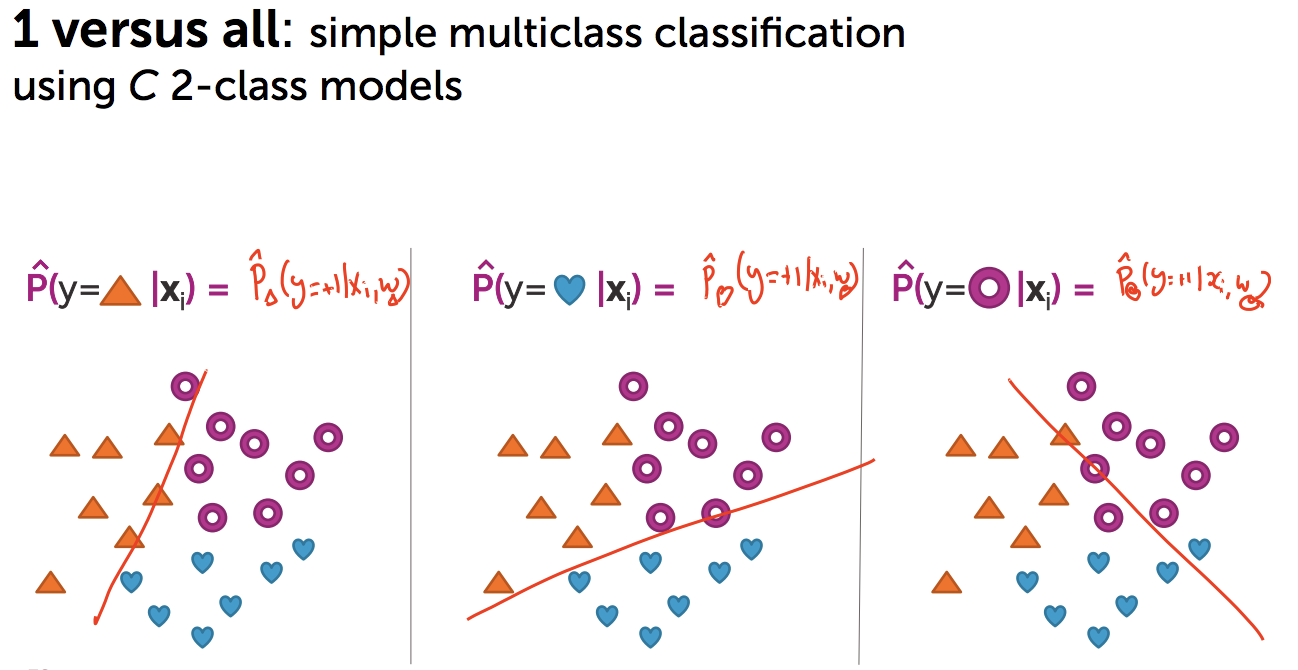 1 versus all: simple multiclass classification
using C 2-class models
P̂(y=▲ |xᵢ) = P̂△(y=+1|xᵢ,w△)
P̂(y=♥ |xᵢ) = P̂♡(y=+1|xᵢ,w♡)
P̂(y=◯ |xᵢ) = P̂◯(y=+1|xᵢ,w◯)